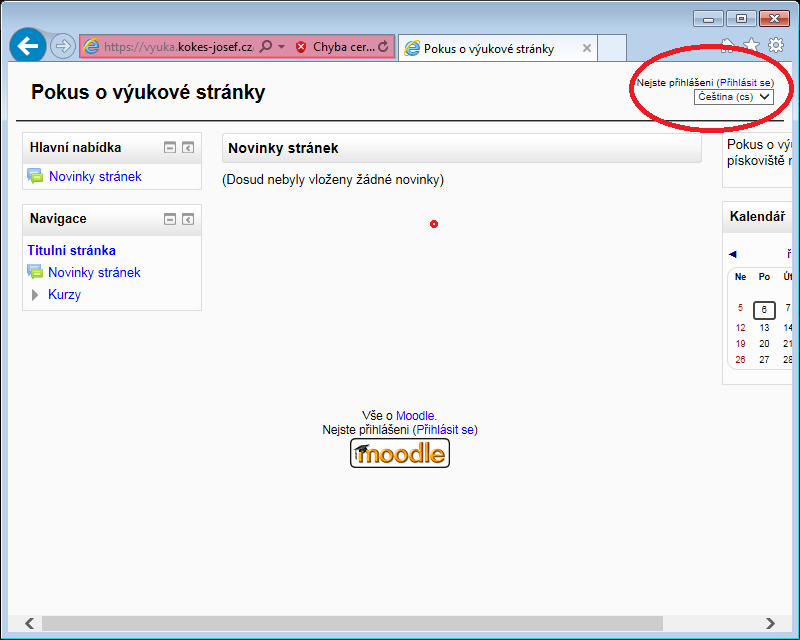 https://vyuka.kokes-josef.cz
Chyba cer...
Pokus o výukové stránky
Nejste přihlášeni (Přihlásit se)
Čeština (cs)
Pokus o výukové stránky
Hlavní nabídka
Novinky stránek
Navigace
Titulní stránka
Novinky stránek
Kurzy
Novinky stránek
(Dosud nebyly vloženy žádné novinky)
Pokus o vý
pískoviště
Kalendář
Ne Po Út
5 6 7
12 13 14
19 20 21
26 27 28
Vše o Moodle.
Nejste přihlášeni (Přihlásit se)
moodle